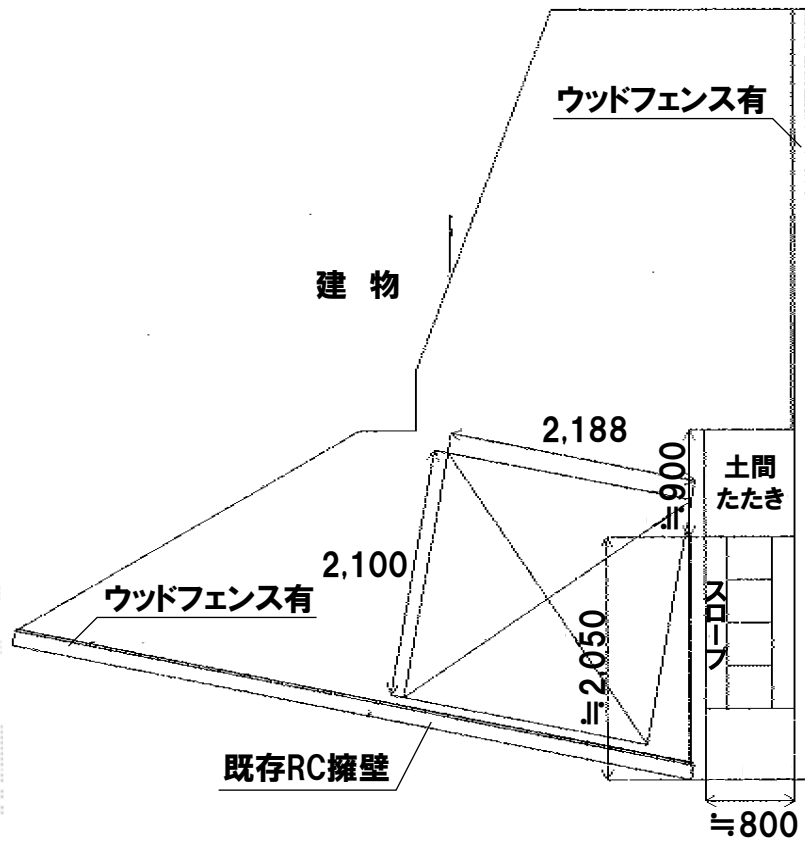 ウッドフェンス有
建 物
2,188
≒900
土間
たたき
2,100
ウッドフェンス有
スロープ
≒2,050
既存RC擁壁
≒800